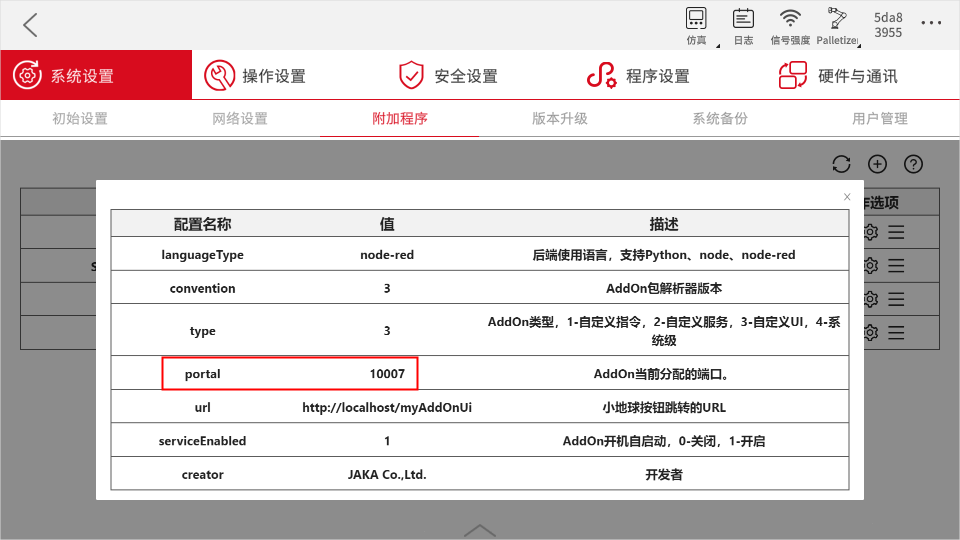 仿真
日志
信号强度
Palletizer
5da8
3955
系统设置
操作设置
安全设置
程序设置
硬件与通讯
初始设置
网络设置
附加程序
版本升级
系统备份
用户管理
作选项
x
配置名称 值 描述
languageType node-red 后端使用语言，支持Python、node、node-red
convention 3 AddOn包解析器版本
type 3 AddOn类型，1-自定义指令，2-自定义服务，3-自定义UI，4-系
统级
portal 10007 AddOn当前分配的端口。
url http://localhost/myAddOnUi 小地球按钮跳转的URL
serviceEnabled 1 AddOn开机自启动，0-关闭，1-开启
creator JAKA Co.,Ltd. 开发者